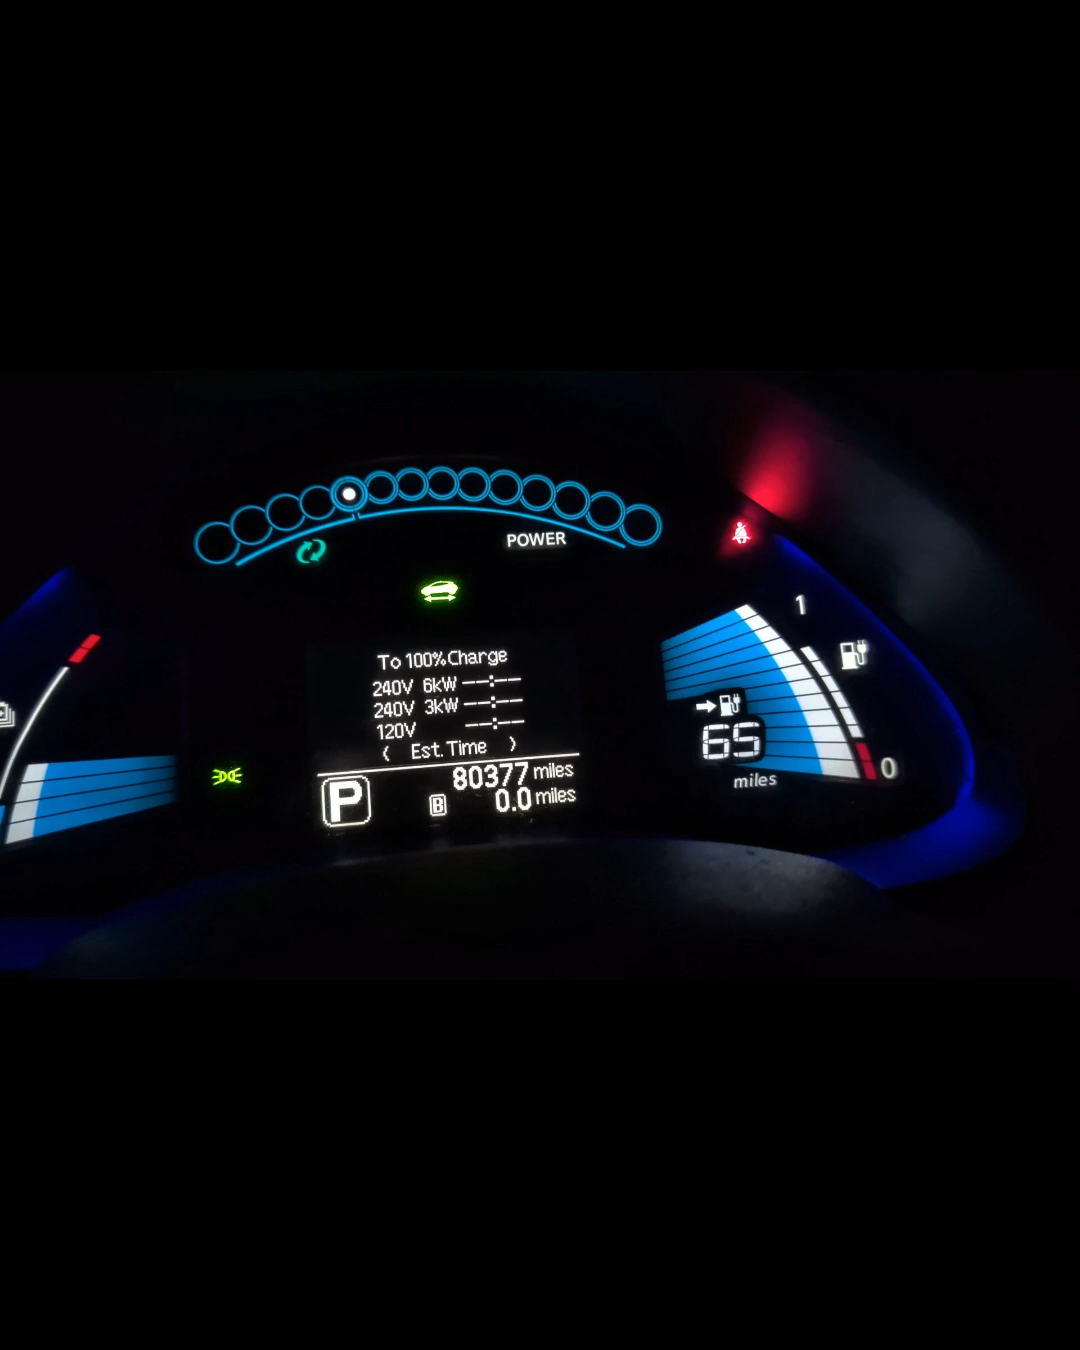 POWER
1
To 100% Charge
240V 6kW --:--
240V 3kW --:--
120V --:--
( Est. Time )
65
miles
0
P
80377 miles
B 0.0 miles